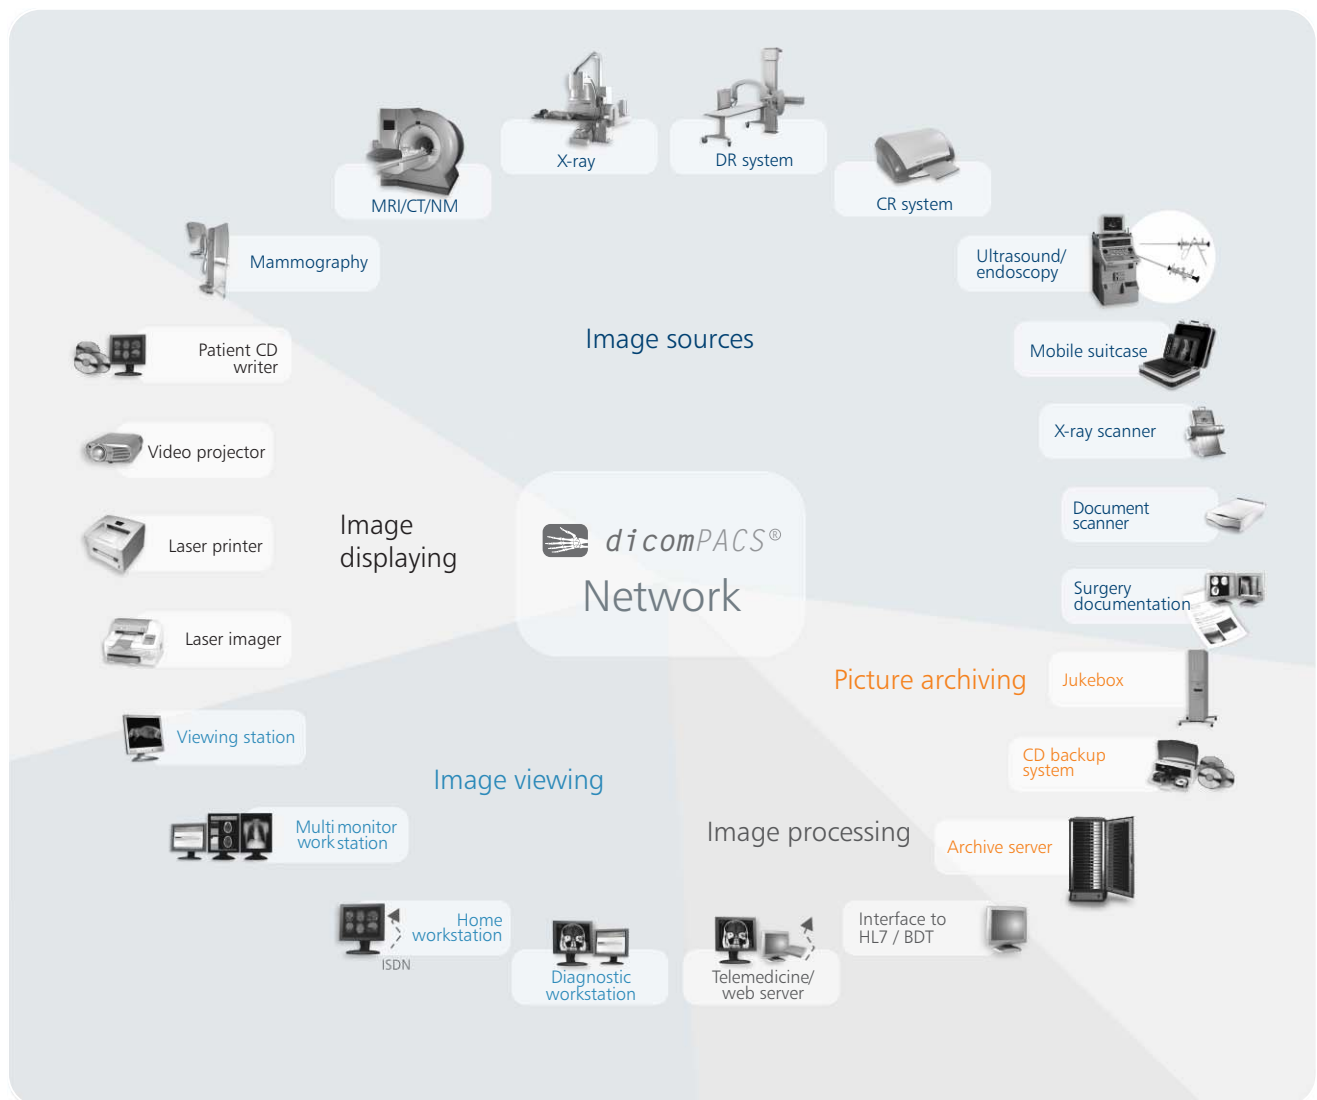 X-ray
DR system
MRI/CT/NM
CR system
Mammography
Ultrasound/
endoscopy
Image sources
Patient CD
writer
Mobile suitcase
Video projector
X-ray scanner
Laser printer
Image
displaying
dicomPACS®
Network
Document
scanner
Surgery
documentation
Laser imager
Picture archiving
Jukebox
Viewing station
Image viewing
CD backup
system
Multi monitor
work station
Image processing
Archive server
Home
workstation
ISDN
Diagnostic
workstation
Telemedicine/
web server
Interface to
HL7 / BDT